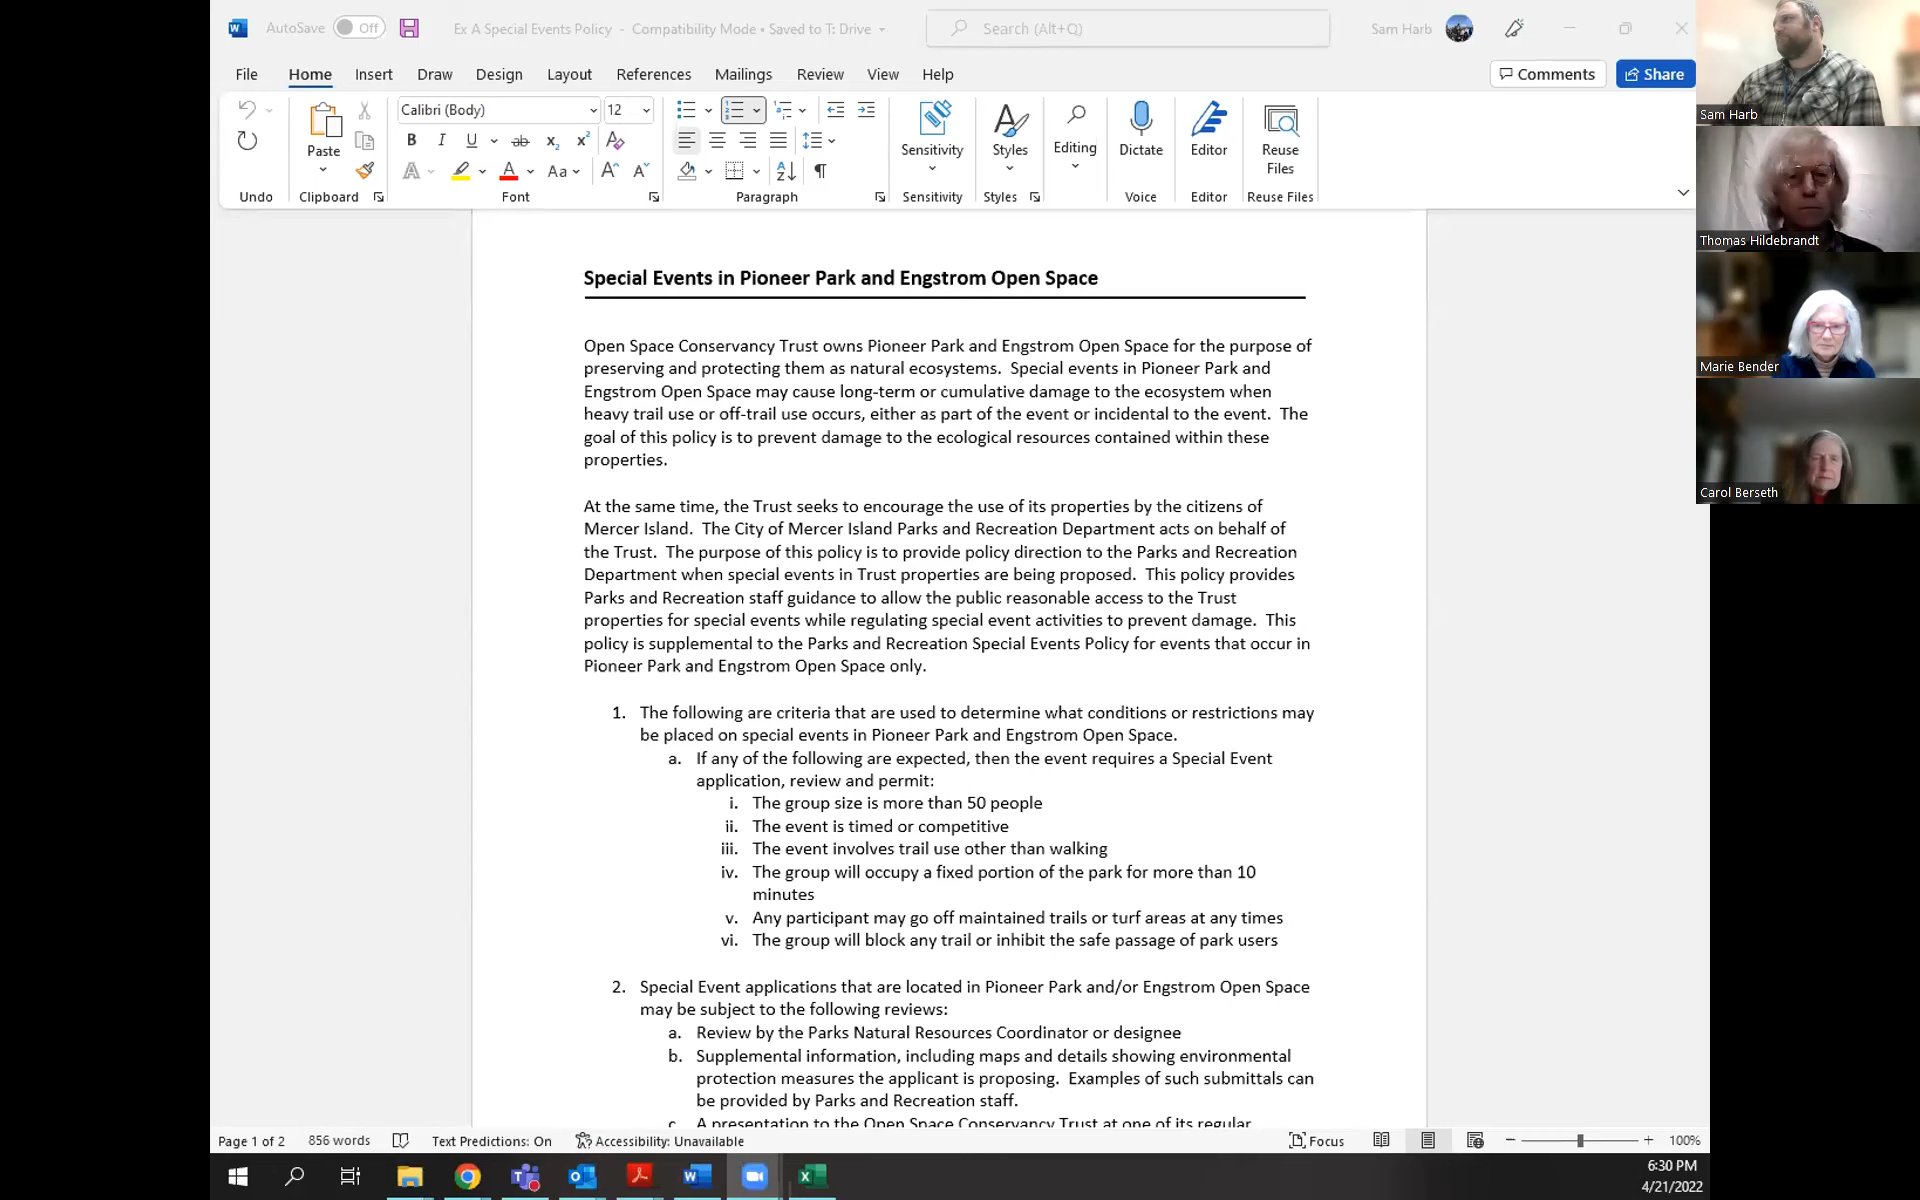 AutoSave Off Ex A Special Events Policy - Compatibility Mode • Saved to T: Drive Search (Alt+Q) Sam Harb
File Home Insert Draw Design Layout References Mailings Review View Help Comments Share
Calibri (Body) 12
Paste Sensitivity Styles Editing Dictate Editor Reuse Files
Undo Clipboard Font Paragraph Sensitivity Styles Voice Editor Reuse Files
Sam Harb
Thomas Hildebrandt
Marie Bender
Carol Berseth
Special Events in Pioneer Park and Engstrom Open Space
Open Space Conservancy Trust owns Pioneer Park and Engstrom Open Space for the purpose of
preserving and protecting them as natural ecosystems. Special events in Pioneer Park and
Engstrom Open Space may cause long-term or cumulative damage to the ecosystem when
heavy trail use or off-trail use occurs, either as part of the event or incidental to the event. The
goal of this policy is to prevent damage to the ecological resources contained within these
properties.
At the same time, the Trust seeks to encourage the use of its properties by the citizens of
Mercer Island. The City of Mercer Island Parks and Recreation Department acts on behalf of
the Trust. The purpose of this policy is to provide policy direction to the Parks and Recreation
Department when special events in Trust properties are being proposed. This policy provides
Parks and Recreation staff guidance to allow the public reasonable access to the Trust
properties for special events while regulating special event activities to prevent damage. This
policy is supplemental to the Parks and Recreation Special Events Policy for events that occur in
Pioneer Park and Engstrom Open Space only.
1. The following are criteria that are used to determine what conditions or restrictions may
be placed on special events in Pioneer Park and Engstrom Open Space.
a. If any of the following are expected, then the event requires a Special Event
application, review and permit:
i. The group size is more than 50 people
ii. The event is timed or competitive
iii. The event involves trail use other than walking
iv. The group will occupy a fixed portion of the park for more than 10
minutes
v. Any participant may go off maintained trails or turf areas at any times
vi. The group will block any trail or inhibit the safe passage of park users
2. Special Event applications that are located in Pioneer Park and/or Engstrom Open Space
may be subject to the following reviews:
a. Review by the Parks Natural Resources Coordinator or designee
b. Supplemental information, including maps and details showing environmental
protection measures the applicant is proposing. Examples of such submittals can
be provided by Parks and Recreation staff.
c. A presentation to the Open Space Conservancy Trust at one of its regular
Page 1 of 2 856 words Text Predictions: On Accessibility: Unavailable Focus 100%
6:30 PM
4/21/2022